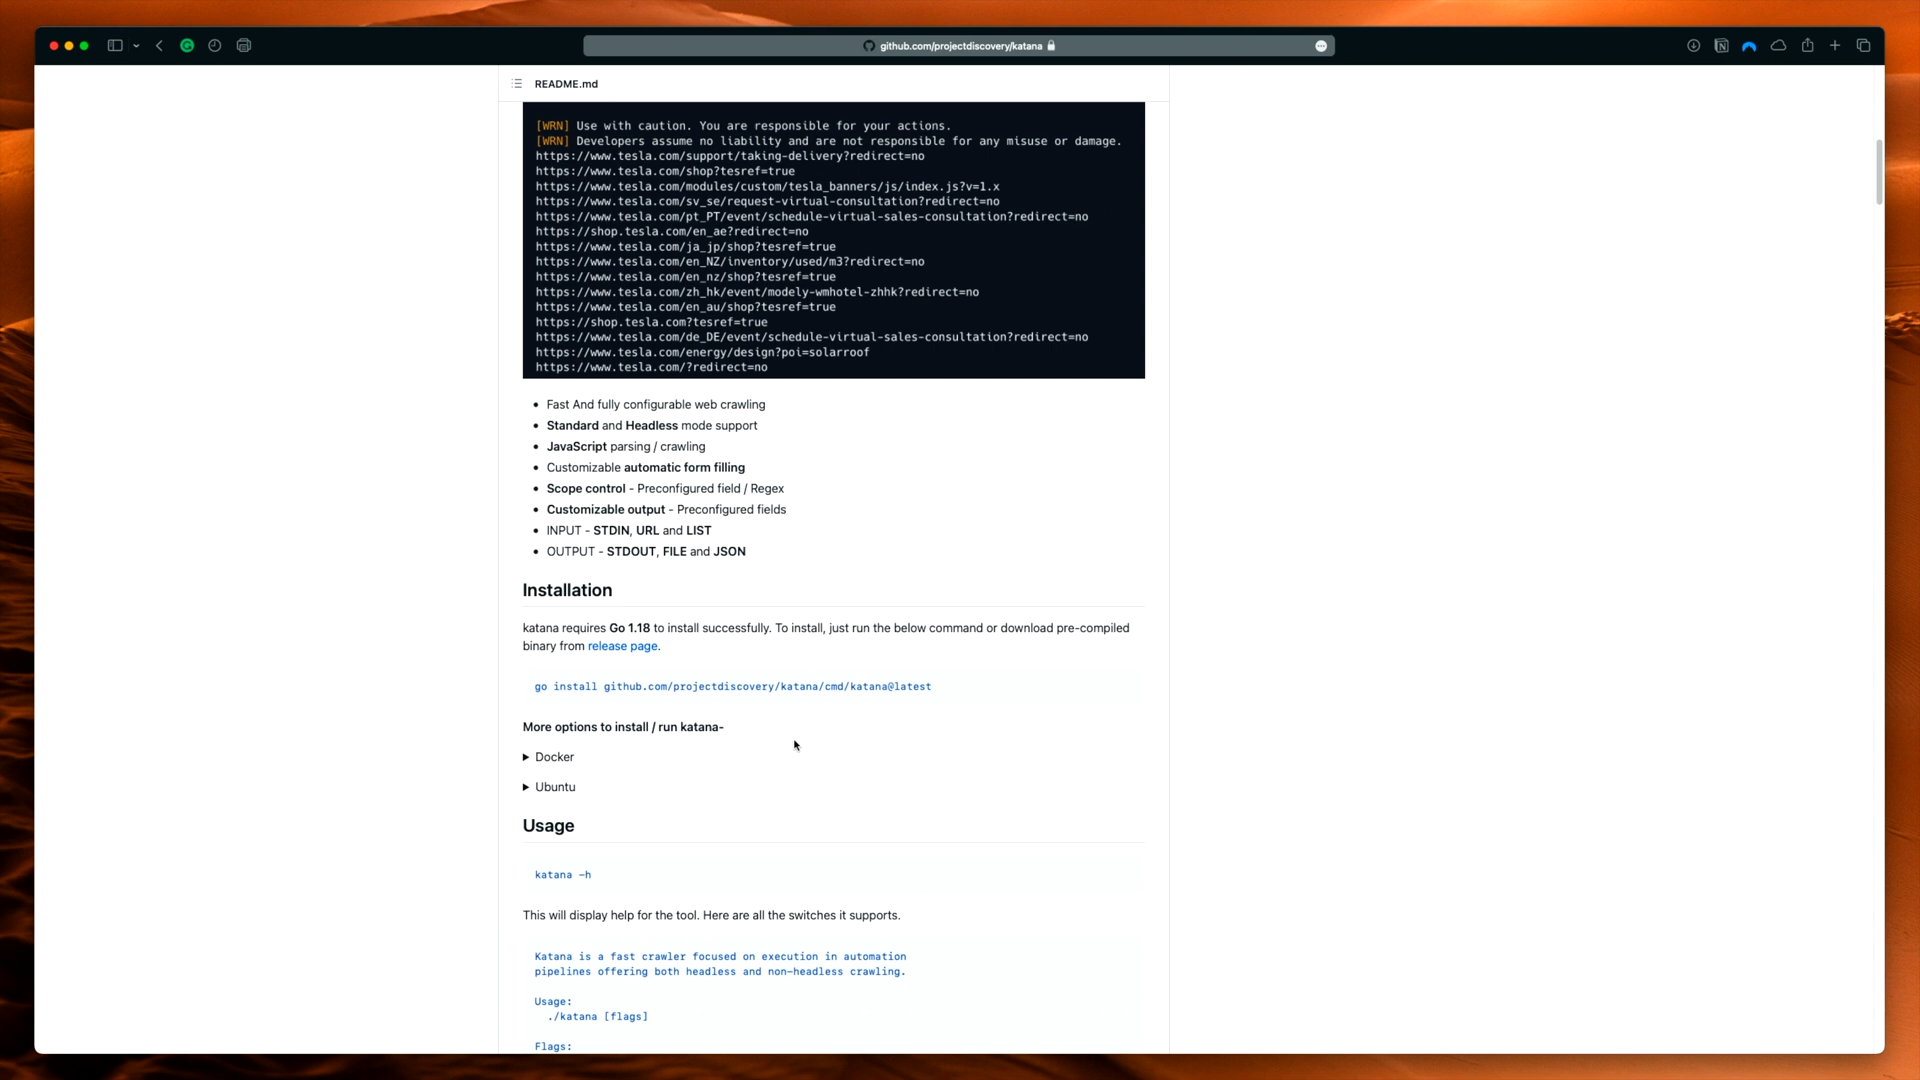 github.com/projectdiscovery/katana
README.md
[WRN] Use with caution. You are responsible for your actions.
[WRN] Developers assume no liability and are not responsible for any misuse or damage.
https://www.tesla.com/support/taking-delivery?redirect=no
https://www.tesla.com/shop?tesref=true
https://www.tesla.com/modules/custom/tesla_banners/js/index.js?v=1.x
https://www.tesla.com/sv_se/request-virtual-consultation?redirect=no
https://www.tesla.com/pt_PT/event/schedule-virtual-sales-consultation?redirect=no
https://shop.tesla.com/en_ae?redirect=no
https://www.tesla.com/ja_jp/shop?tesref=true
https://www.tesla.com/en_NZ/inventory/used/m3?redirect=no
https://www.tesla.com/en_nz/shop?tesref=true
https://www.tesla.com/zh_hk/event/modely-wmhotel-zhhk?redirect=no
https://www.tesla.com/en_au/shop?tesref=true
https://shop.tesla.com?tesref=true
https://www.tesla.com/de_DE/event/schedule-virtual-sales-consultation?redirect=no
https://www.tesla.com/energy/design?poi=solarroof
https://www.tesla.com/?redirect=no
• Fast And fully configurable web crawling
• Standard and Headless mode support
• JavaScript parsing / crawling
• Customizable automatic form filling
• Scope control - Preconfigured field / Regex
• Customizable output - Preconfigured fields
• INPUT - STDIN, URL and LIST
• OUTPUT - STDOUT, FILE and JSON
Installation
katana requires Go 1.18 to install successfully. To install, just run the below command or download pre-compiled
binary from release page.
go install github.com/projectdiscovery/katana/cmd/katana@latest
More options to install / run katana-
Docker
Ubuntu
Usage
katana -h
This will display help for the tool. Here are all the switches it supports.
Katana is a fast crawler focused on execution in automation
pipelines offering both headless and non-headless crawling.
Usage:
./katana [flags]
Flags: